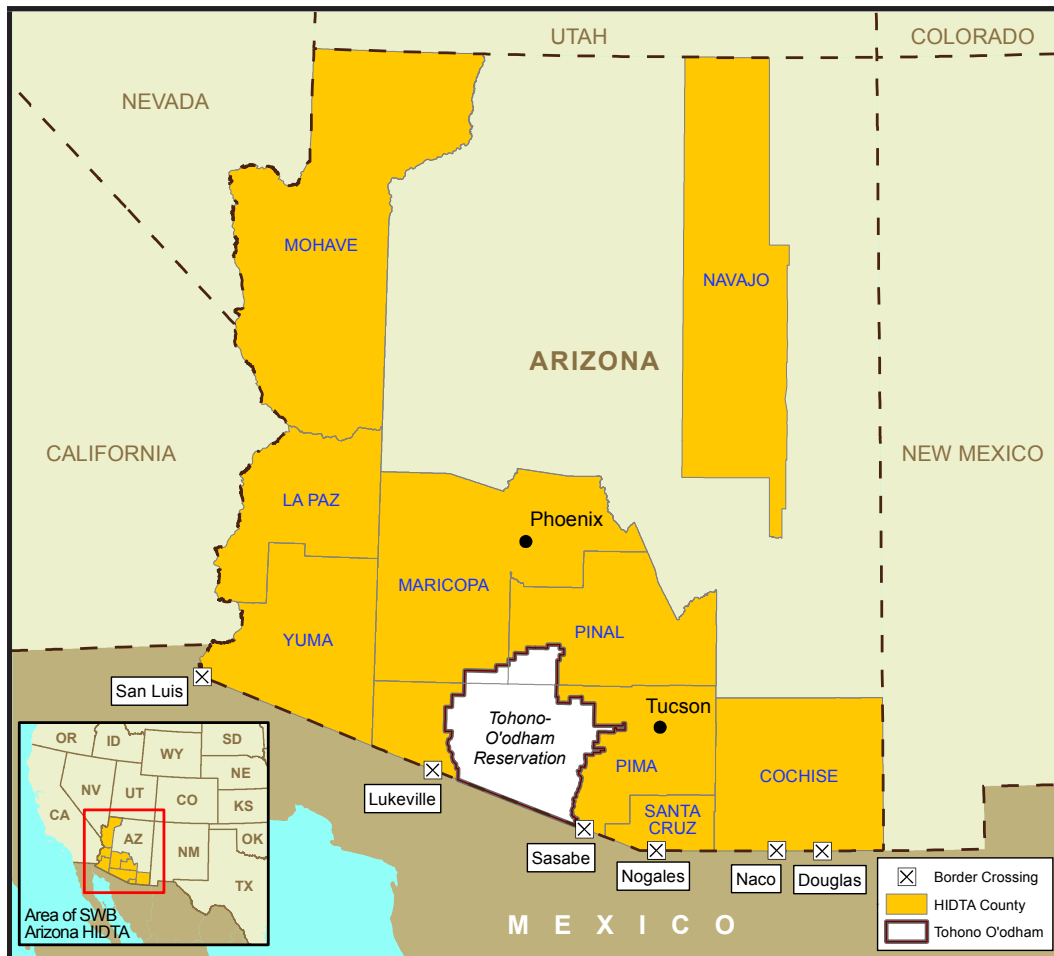 UTAH
COLORADO
NEVADA
MOHAVE
NAVAJO
ARIZONA
CALIFORNIA
NEW MEXICO
LA PAZ
Phoenix
MARICOPA
YUMA
PINAL
San Luis
Tucson
Tohono-
O'odham
Reservation
PIMA
COCHISE
Lukeville
SANTA
CRUZ
Sasabe
Nogales
Naco
Douglas
MEXICO
OR
ID
WY
SD
NE
NV
UT
CO
KS
CA
AZ
NM
OK
TX
Area of SWB
Arizona HIDTA
Border Crossing
HIDTA County
Tohono O'odham